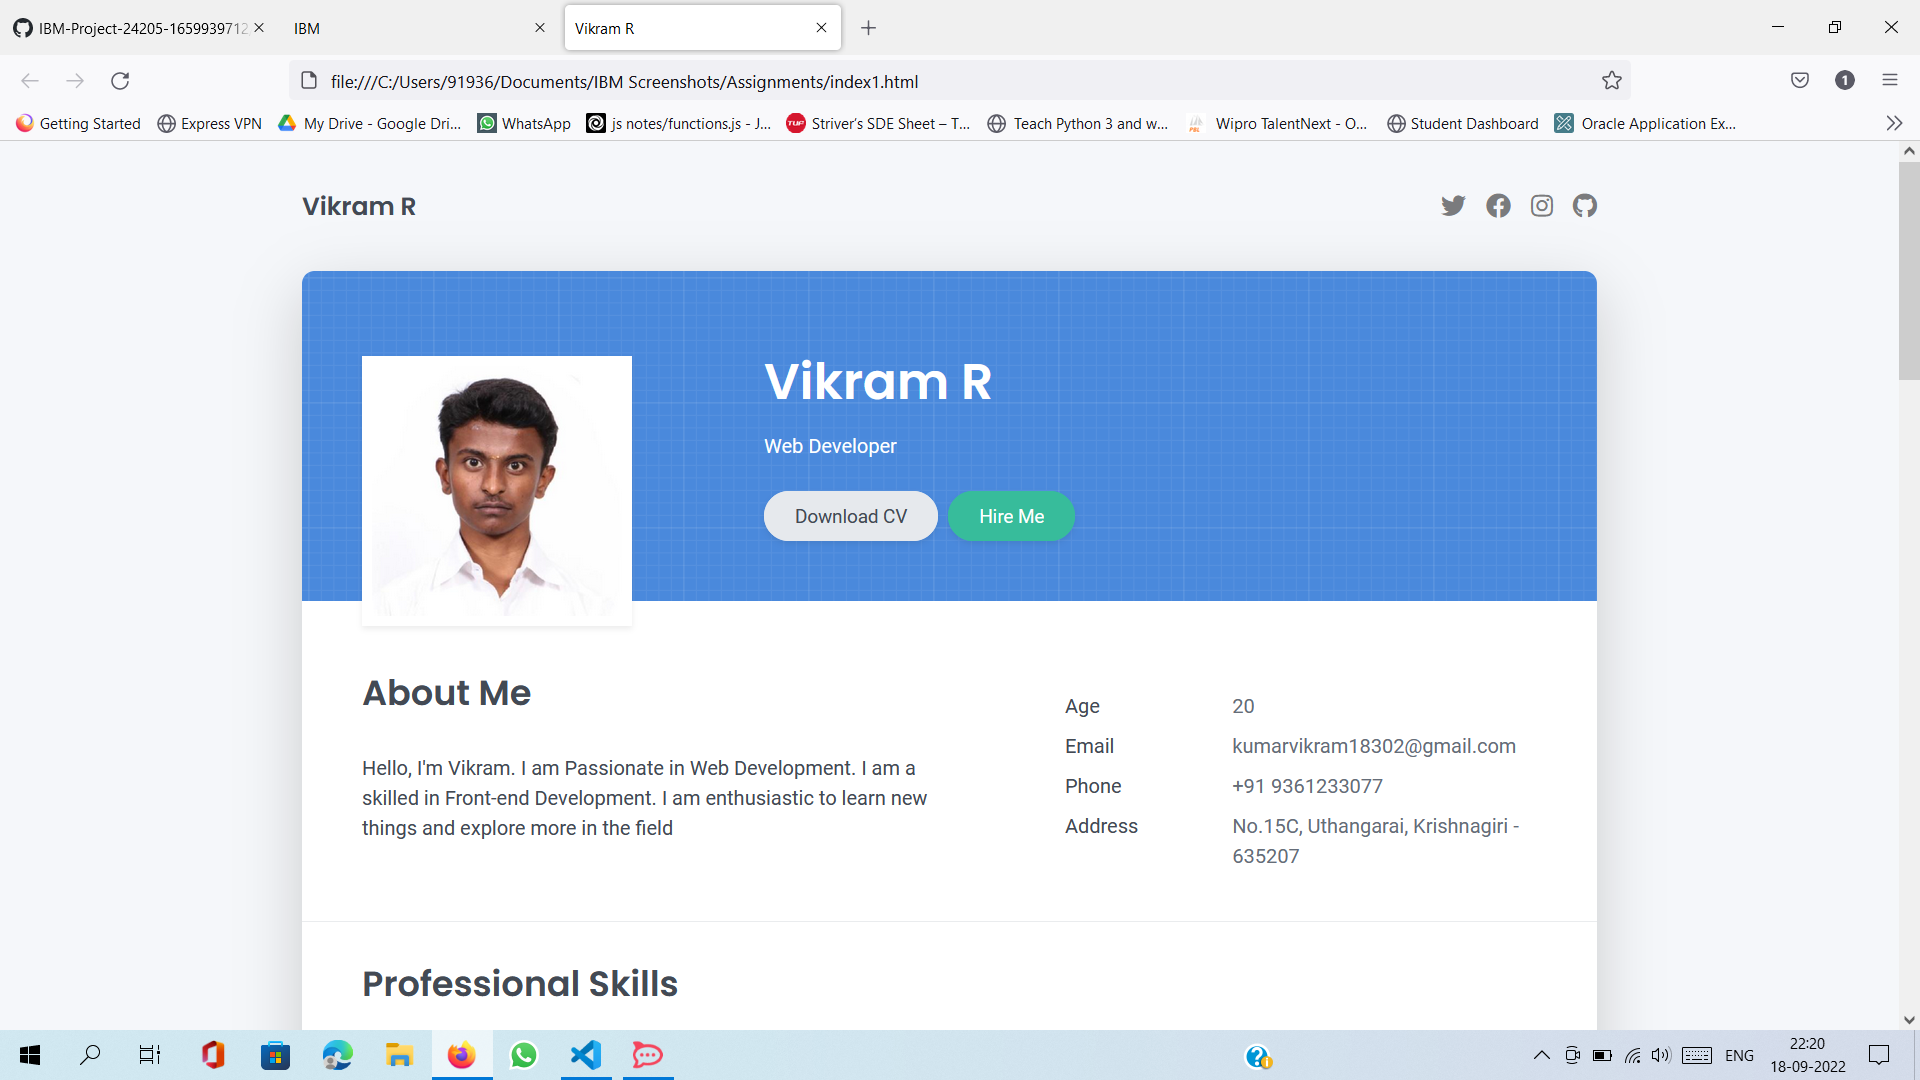 IBM-Project-24205-1659939712
IBM
Vikram R
file:///C:/Users/91936/Documents/IBM Screenshots/Assignments/index1.html
1
Getting Started
Express VPN
My Drive - Google Dri...
WhatsApp
js notes/functions.js - J...
TUF
Striver's SDE Sheet – T...
Teach Python 3 and w...
PBL
Wipro TalentNext - O...
Student Dashboard
Oracle Application Ex...
Vikram R
Vikram R
Web Developer
Download CV
Hire Me
About Me
Hello, I'm Vikram. I am Passionate in Web Development. I am a
skilled in Front-end Development. I am enthusiastic to learn new
things and explore more in the field
Age 20
Email kumarvikram18302@gmail.com
Phone +91 9361233077
Address No.15C, Uthangarai, Krishnagiri -
635207
Professional Skills
ENG
22:20
18-09-2022